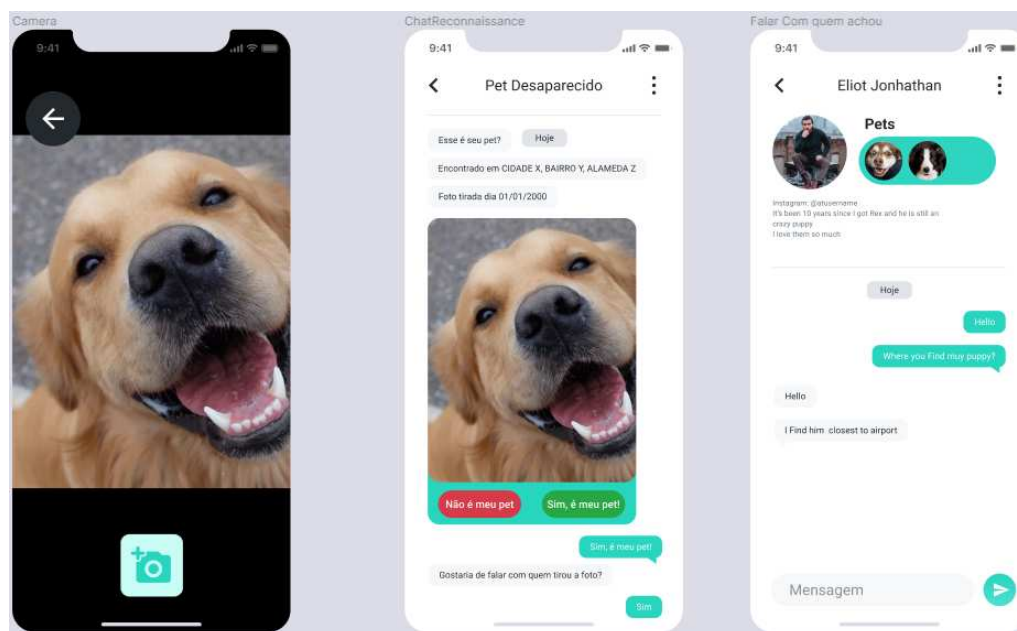 Camera
9:41
ChatReconnaissance
9:41
Pet Desaparecido
Esse é seu pet?
Hoje
Encontrado em CIDADE X, BAIRRO Y, ALAMEDA Z
Foto tirada dia 01/01/2000
Não é meu pet
Sim, é meu pet!
Sim, é meu pet!
Gostaria de falar com quem tirou a foto?
Sim
Falar Com quem achou
9:41
Eliot Jonhathan
Pets
Instagram: @atusername
It's been 10 years since I got Rex and he is still an
crazy puppy
I love them so much
Hoje
Hello
Where you Find muy puppy?
Hello
I Find him closest to airport
Mensagem